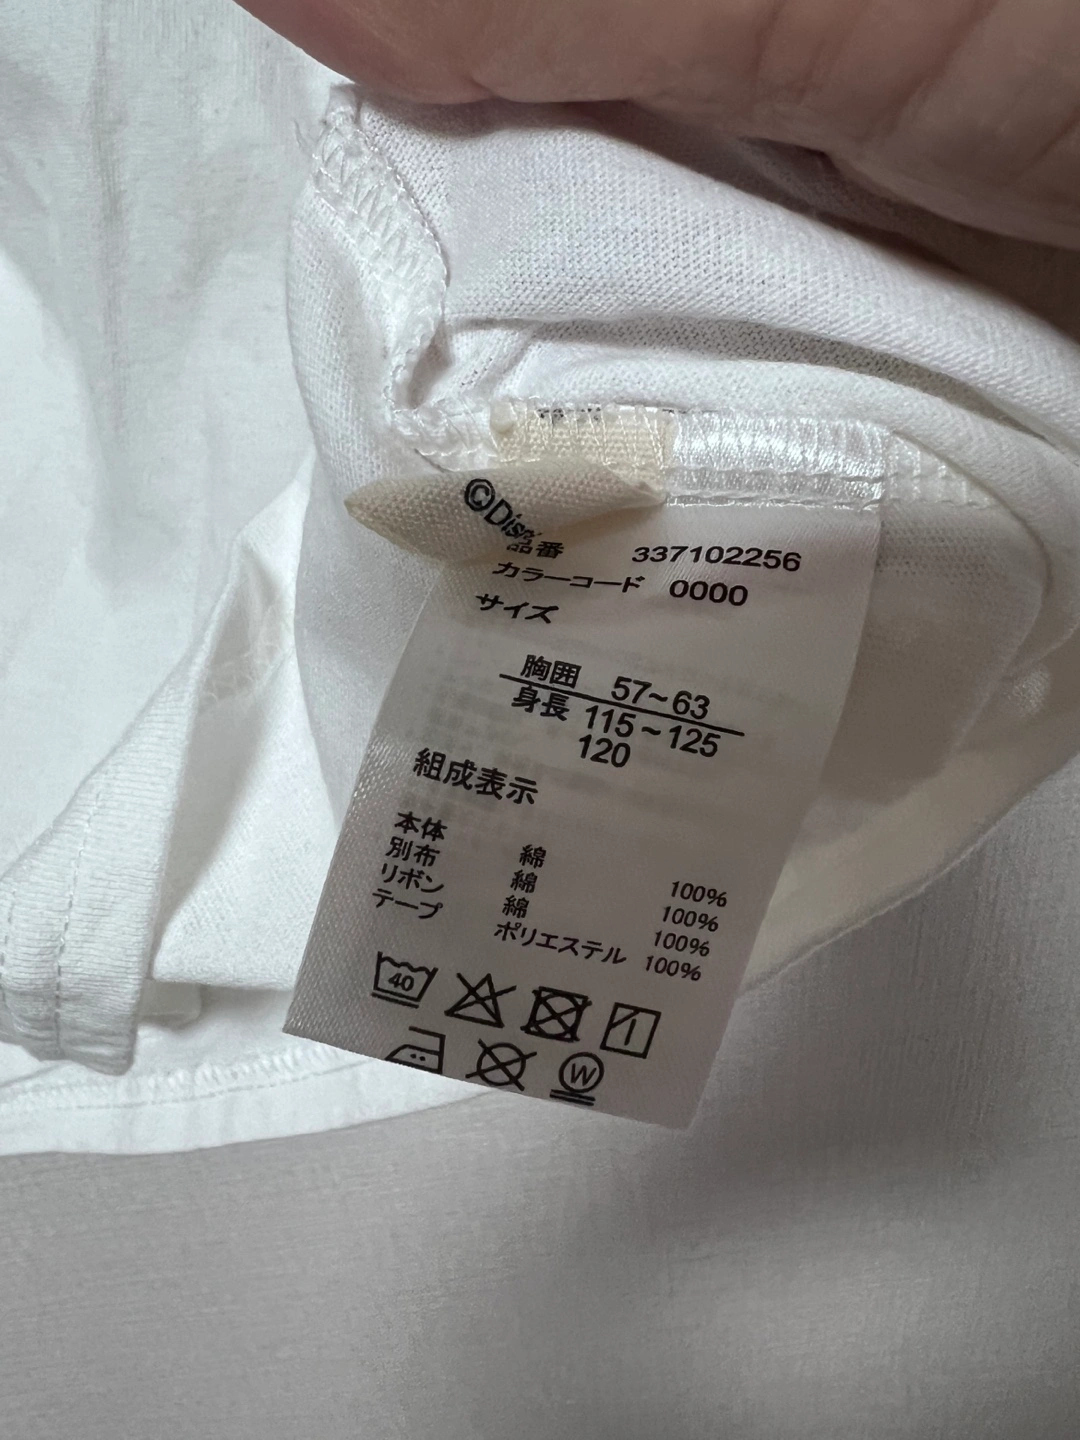 ©Disn
品番 337102256
カラーコード 0000
サイズ
胸囲 57~63
身長 115~125
120
組成表示
本体 綿 100%
別布 綿 100%
リボン 綿 100%
テープ ポリエステル 100%
40
W